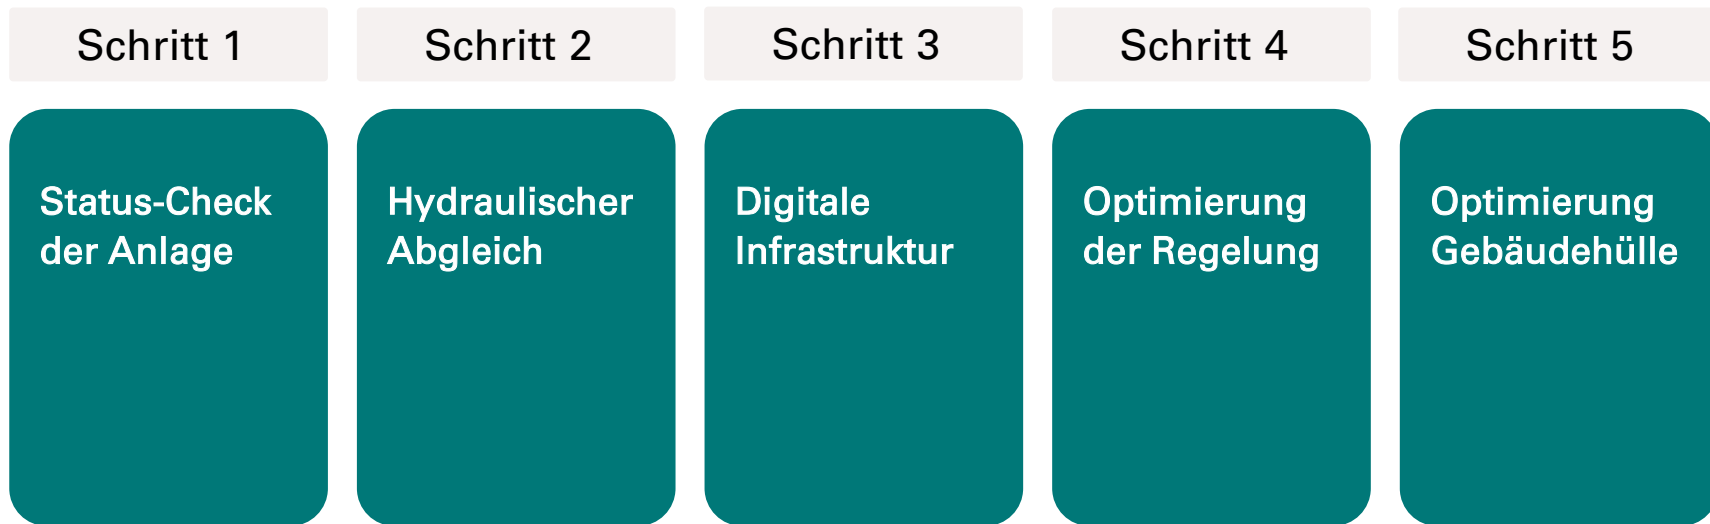 Schritt 1
Schritt 2
Schritt 3
Schritt 4
Schritt 5
Status-Check
der Anlage
Hydraulischer
Abgleich
Digitale
Infrastruktur
Optimierung
der Regelung
Optimierung
Gebäudehülle